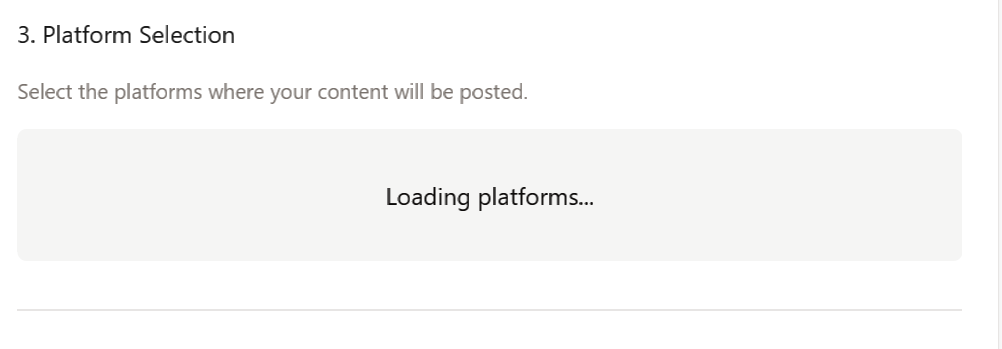 3. Platform Selection
Select the platforms where your content will be posted.
Loading platforms...